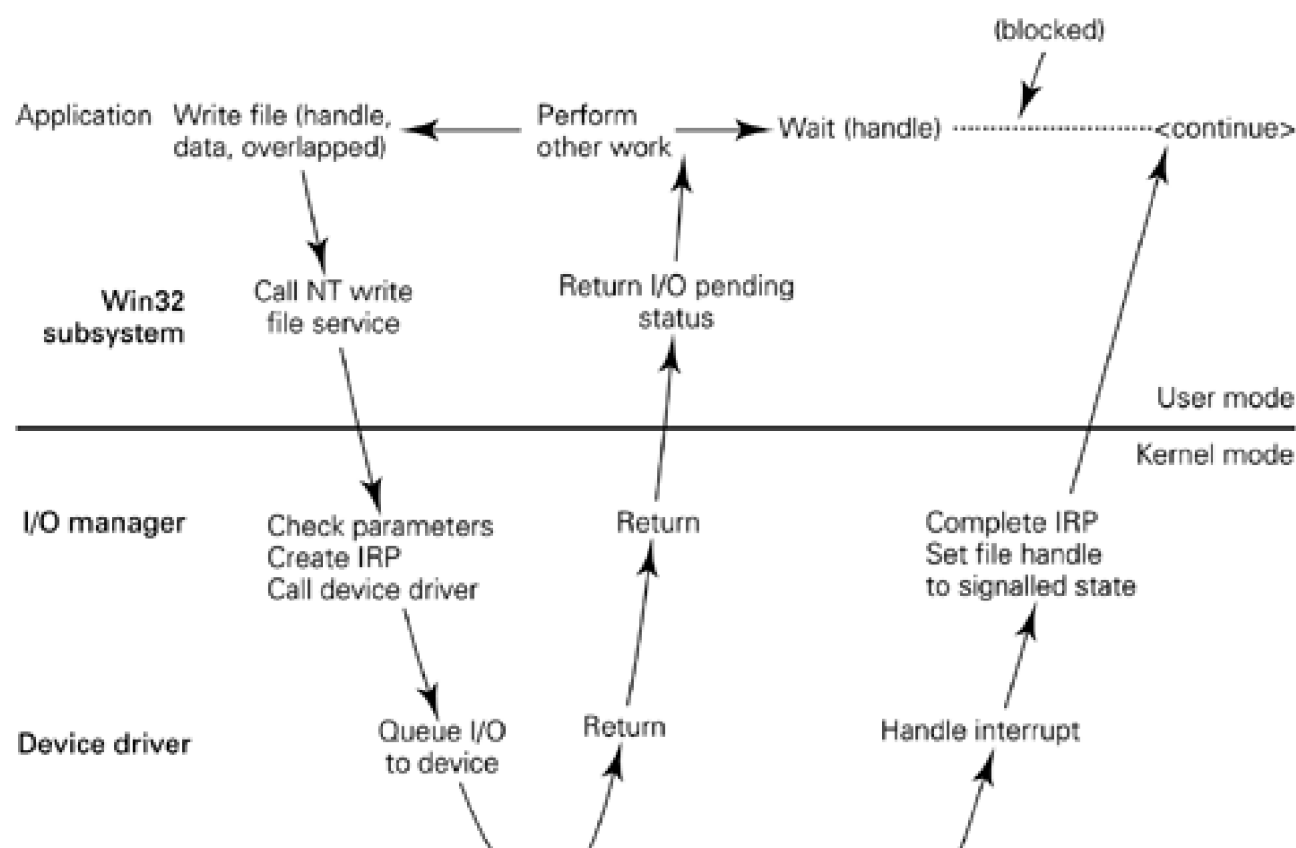 (blocked)
Application
Write file (handle,
data, overlapped)
Perform
other work
Wait (handle)
<continue>
Win32
subsystem
Call NT write
file service
Return I/O pending
status
User mode
Kernel mode
I/O manager
Check parameters
Create IRP
Call device driver
Return
Complete IRP
Set file handle
to signalled state
Device driver
Queue I/O
to device
Return
Handle interrupt